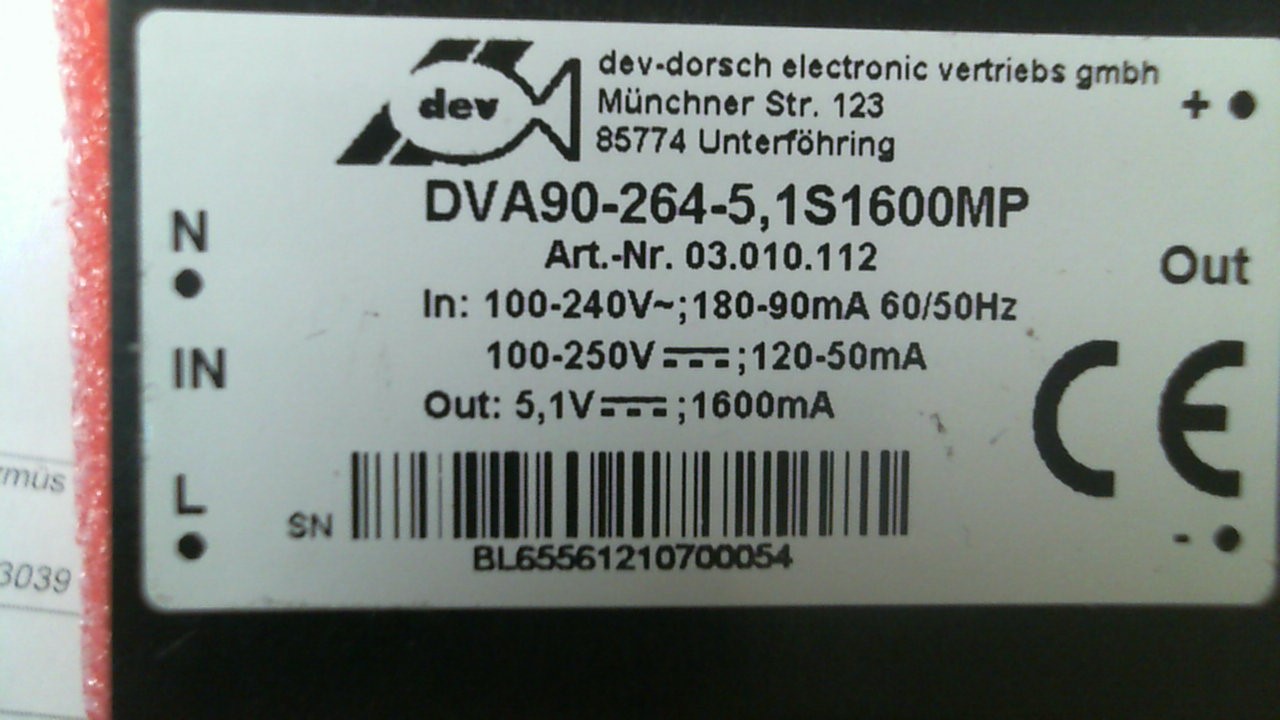 dev
dev-dorsch electronic vertriebs gmbh
Münchner Str. 123
85774 Unterföhring
+
DVA90-264-5,1S1600MP
Art.-Nr. 03.010.112
N
Out
In: 100-240V~;180-90mA 60/50Hz
100-250V⎓;120-50mA
IN
Out: 5,1V⎓;1600mA
CE
L
SN
BL65561210700054
-
zmüs
3039